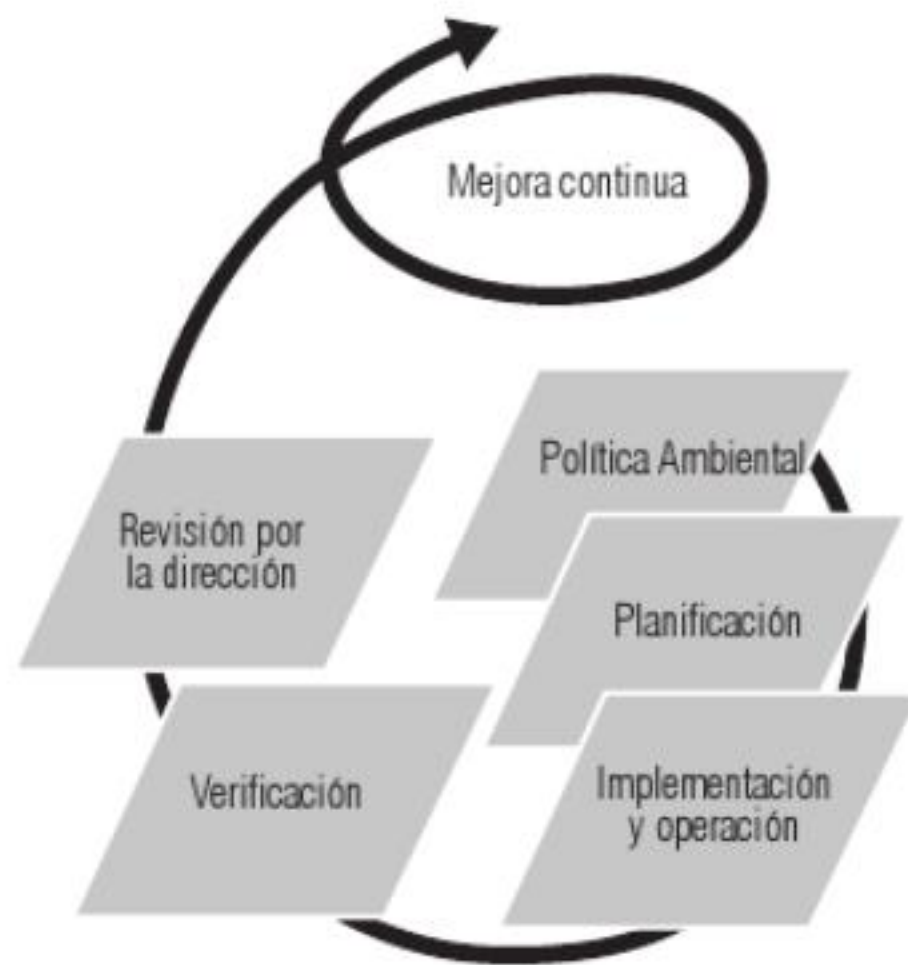 Mejora continua
Política Ambiental
Planificación
Implementación
y operación
Verificación
Revisión por
la dirección